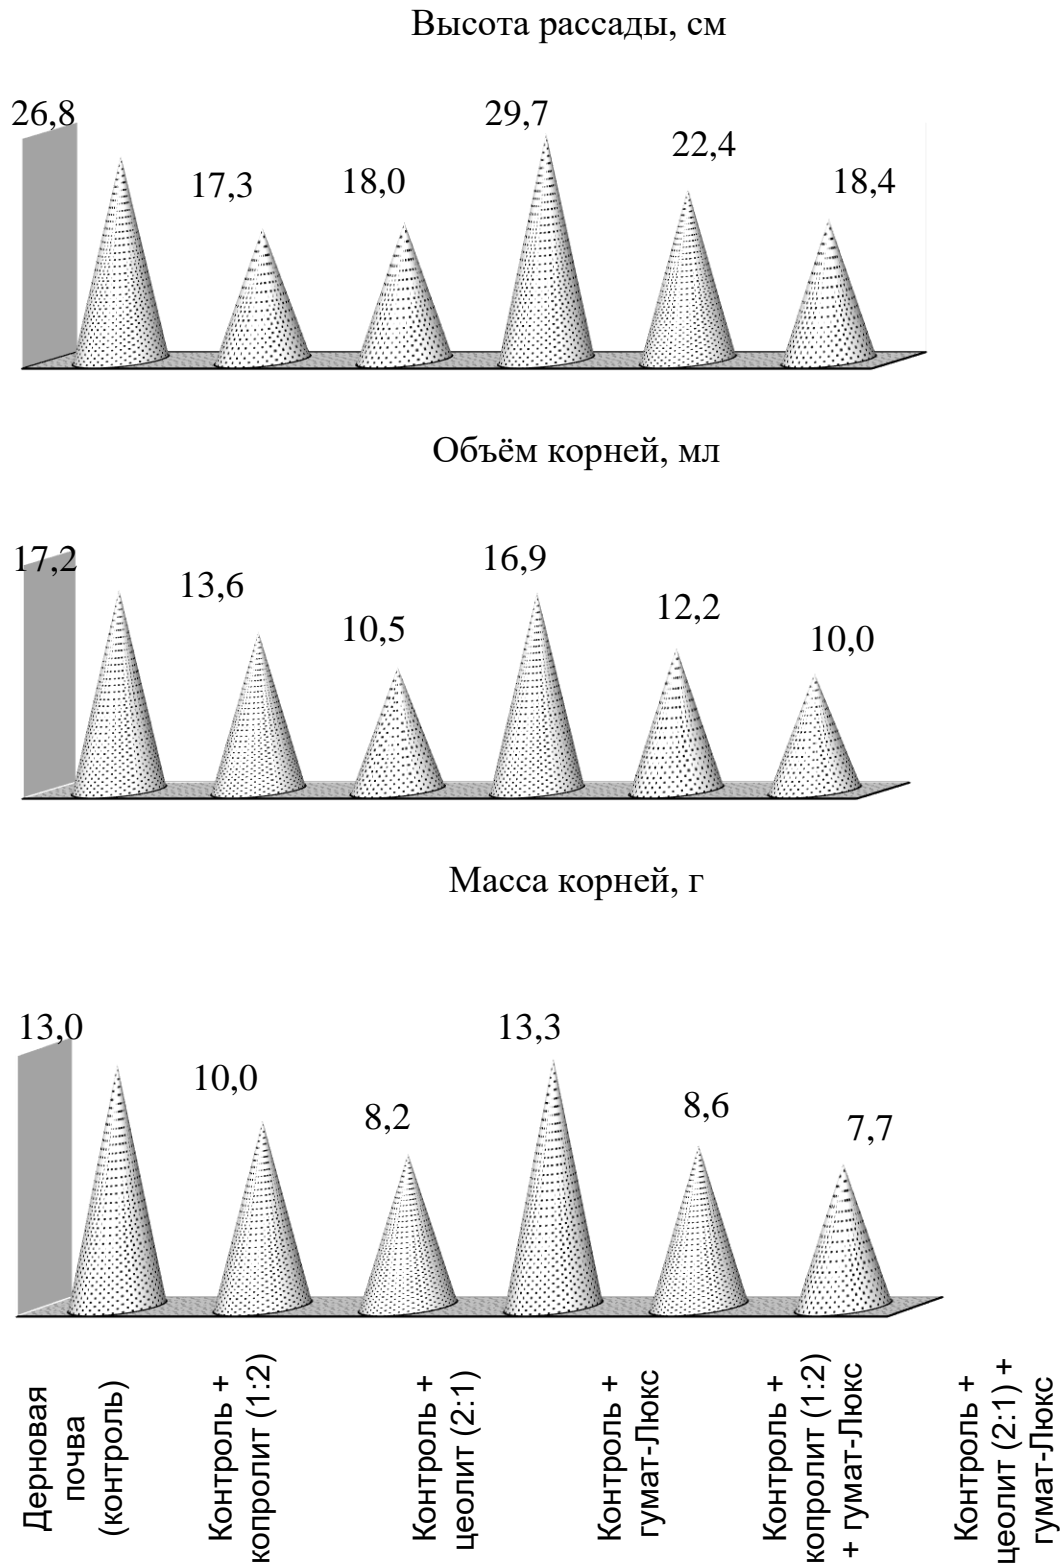 Высота рассады, см
26,8
17,3
18,0
29,7
22,4
18,4
Объём корней, мл
17,2
13,6
10,5
16,9
12,2
10,0
Масса корней, г
13,0
10,0
8,2
13,3
8,6
7,7
Дерновая
почва
(контроль)
Контроль +
копролит (1:2)
Контроль +
цеолит (2:1)
Контроль +
гумат-Люкс
Контроль +
копролит (1:2)
+ гумат-Люкс
Контроль +
цеолит (2:1) +
гумат-Люкс